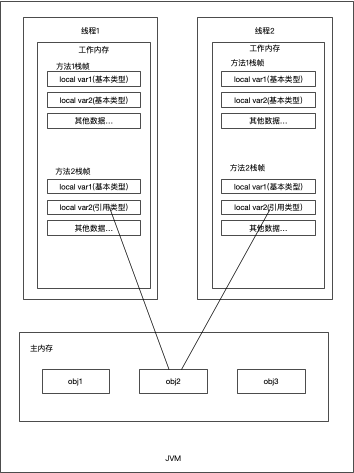 线程1
工作内存
方法1栈帧
local var1(基本类型)
local var2(基本类型)
其他数据...
方法2栈帧
local var1(基本类型)
local var2(引用类型)
其他数据...
线程2
工作内存
方法1栈帧
local var1(基本类型)
local var2(基本类型)
其他数据...
方法2栈帧
local var1(基本类型)
local var2(引用类型)
其他数据...
主内存
obj1
obj2
obj3
JVM